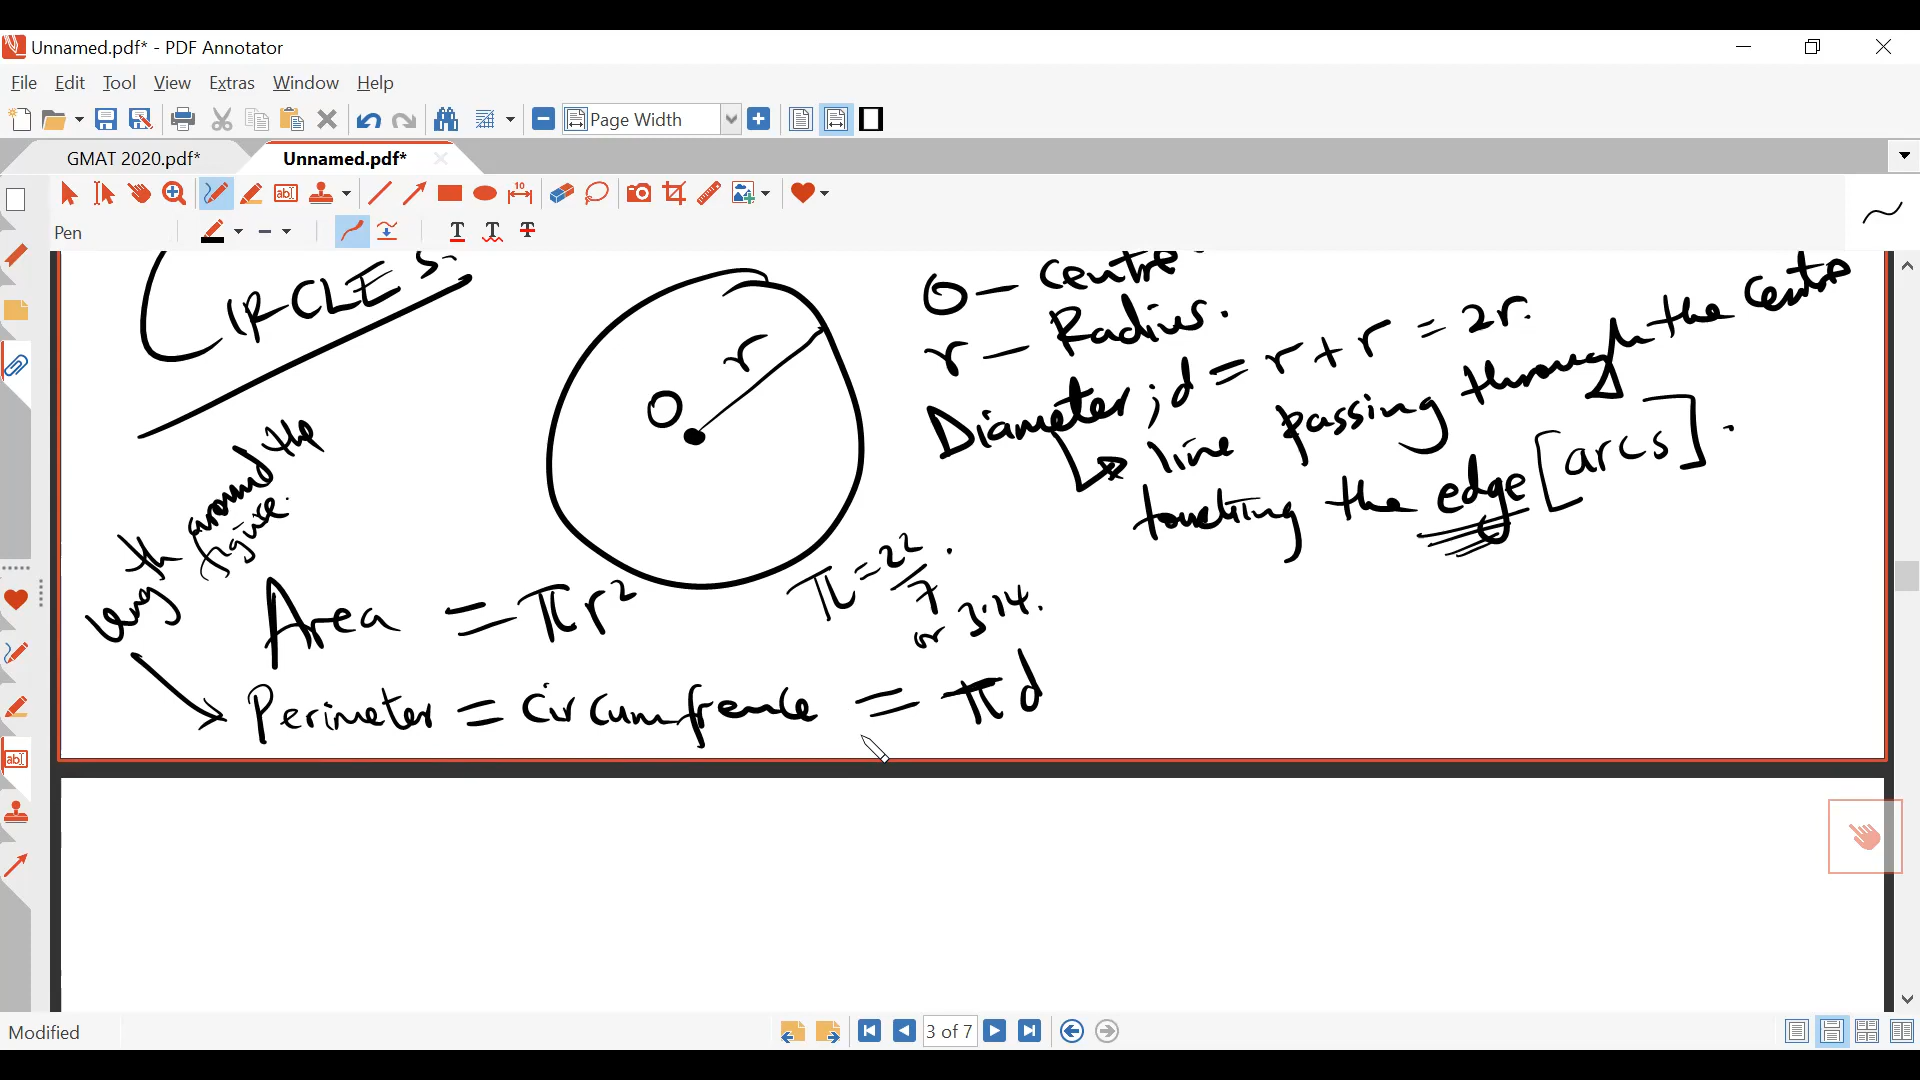 Unnamed.pdf* - PDF Annotator
File Edit Tool View Extras Window Help
Page Width
GMAT 2020.pdf* Unnamed.pdf*
Pen
CIRCLES.
O
r
O – Centre
r – Radius.
Diameter ; d = r + r = 2r.
line passing through the centre
touching the edge [arcs].
length around the
figure.
Area = πr²
π = 22/7
or 3.14.
Perimeter = Circumfrence = πd
Modified
3 of 7